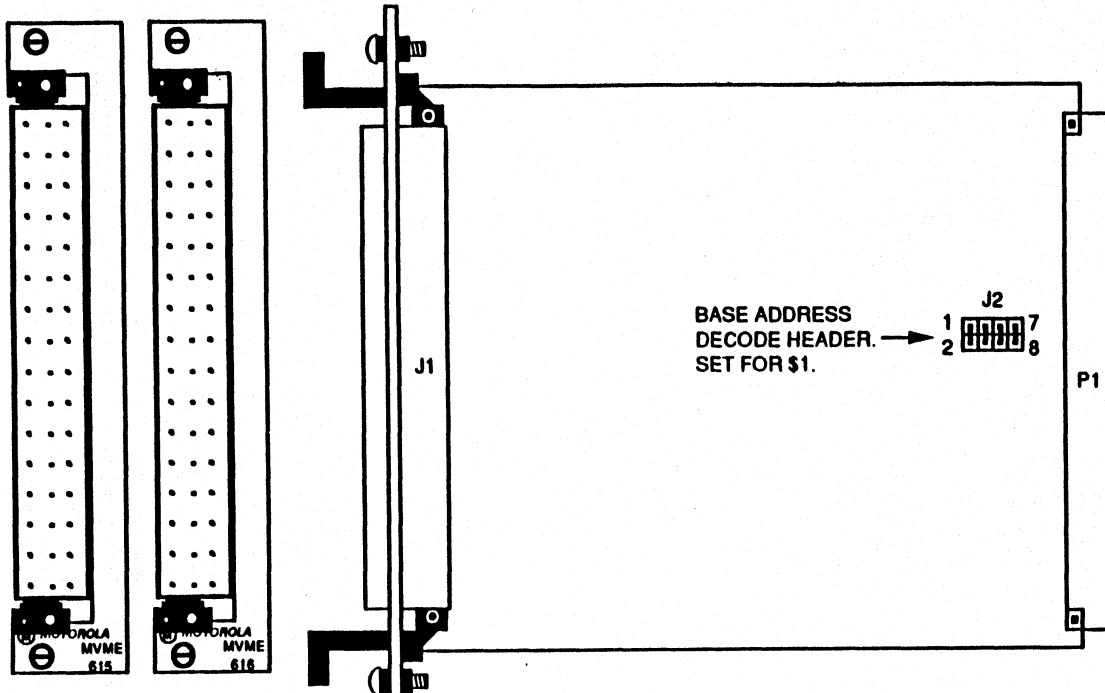 MOTOROLA
MVME
615
MOTOROLA
MVME
616
J1
BASE ADDRESS
DECODE HEADER.
SET FOR $1.
J2
1 7
2 8
P1